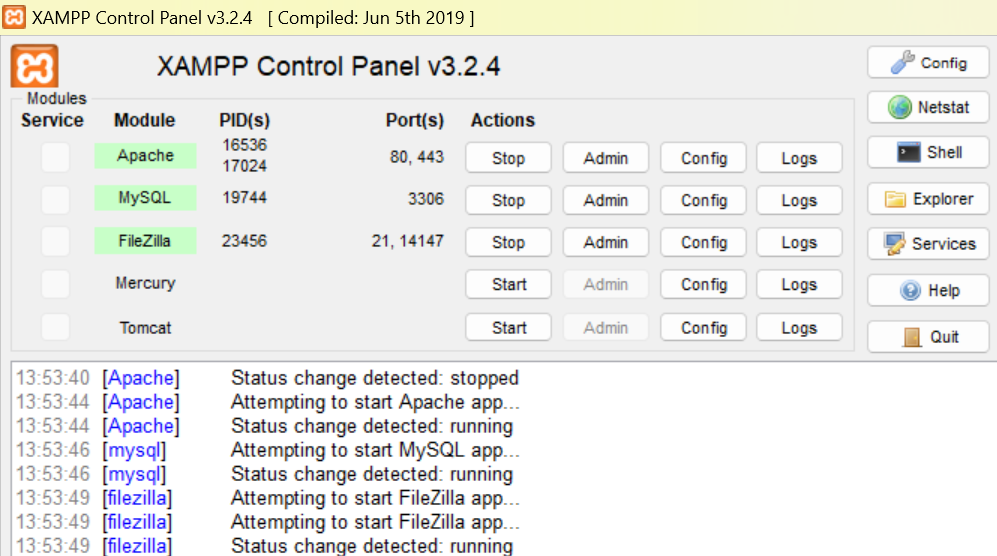 XAMPP Control Panel v3.2.4 [ Compiled: Jun 5th 2019 ]
XAMPP Control Panel v3.2.4
Config
Netstat
Shell
Explorer
Services
Help
Quit
Modules
Service Module PID(s) Port(s) Actions
Apache 16536 17024 80, 443 Stop Admin Config Logs
MySQL 19744 3306 Stop Admin Config Logs
FileZilla 23456 21, 14147 Stop Admin Config Logs
Mercury Start Admin Config Logs
Tomcat Start Admin Config Logs
13:53:40 [Apache] Status change detected: stopped
13:53:44 [Apache] Attempting to start Apache app...
13:53:44 [Apache] Status change detected: running
13:53:46 [mysql] Attempting to start MySQL app...
13:53:46 [mysql] Status change detected: running
13:53:49 [filezilla] Attempting to start FileZilla app...
13:53:49 [filezilla] Attempting to start FileZilla app...
13:53:49 [filezilla] Status change detected: running